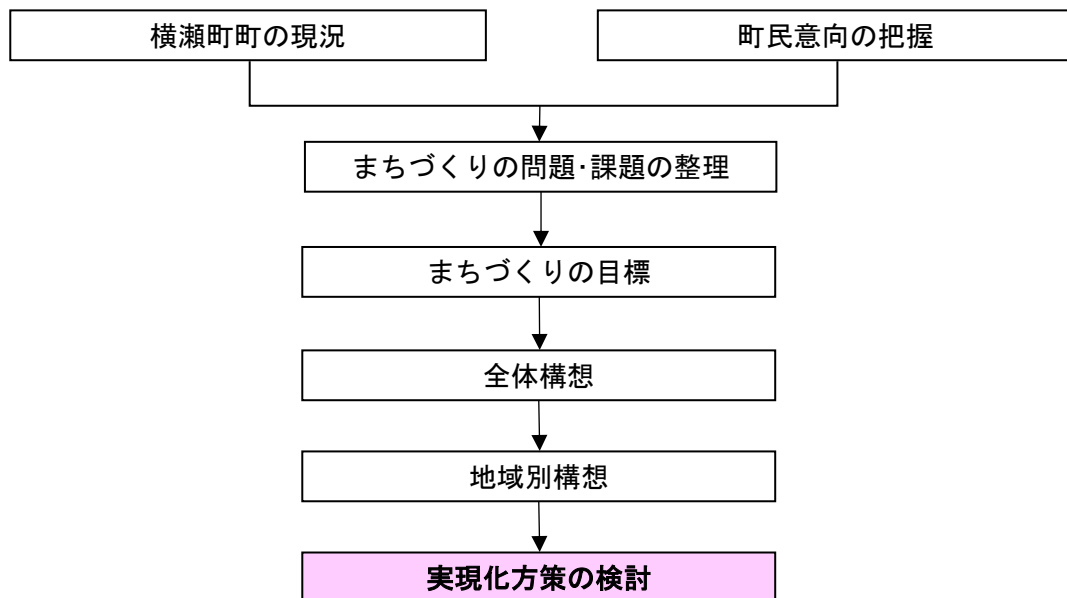 横瀬町町の現況
町民意向の把握
まちづくりの問題・課題の整理
まちづくりの目標
全体構想
地域別構想
実現化方策の検討